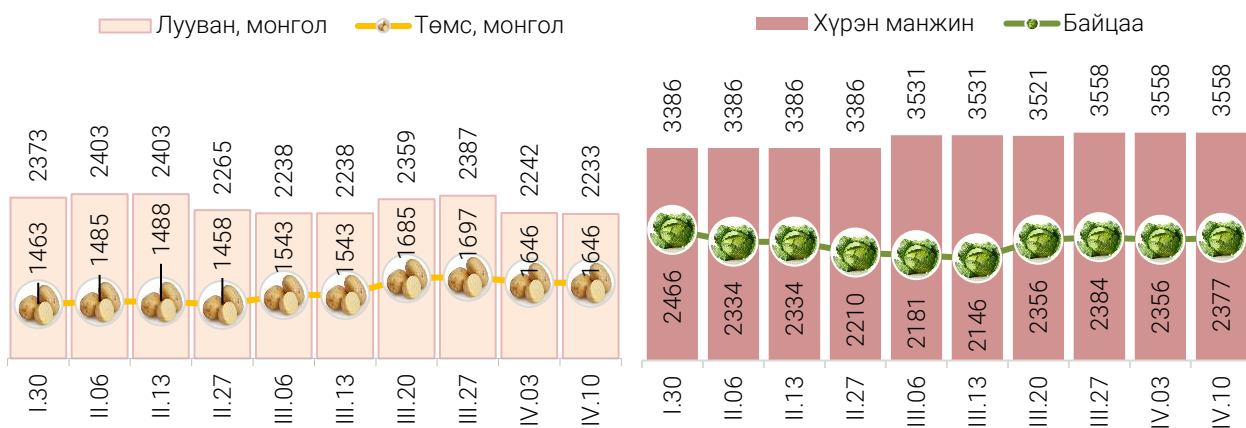 Лууван, монгол Төмс, монгол
2373 2403 2403 2265 2238 2238 2359 2387 2242 2233
1463 1485 1488 1458 1543 1543 1685 1697 1646 1646
I.30 II.06 II.13 II.27 III.06 III.13 III.20 III.27 IV.03 IV.10
Хүрэн манжин Байцаа
3386 3386 3386 3386 3531 3531 3521 3558 3558 3558
2466 2334 2334 2210 2181 2146 2356 2384 2356 2377
I.30 II.06 II.13 II.27 III.06 III.13 III.20 III.27 IV.03 IV.10